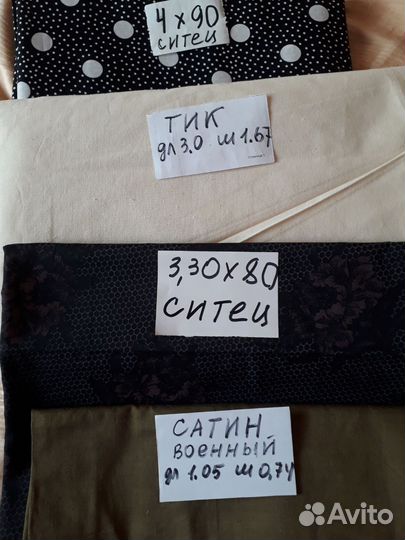 4 x 90
ситец
ТИК
дл 3.0 ш 1.67
3,30 x 80
ситец
САТИН
военный
дл 1.05 ш 0,74
Avito